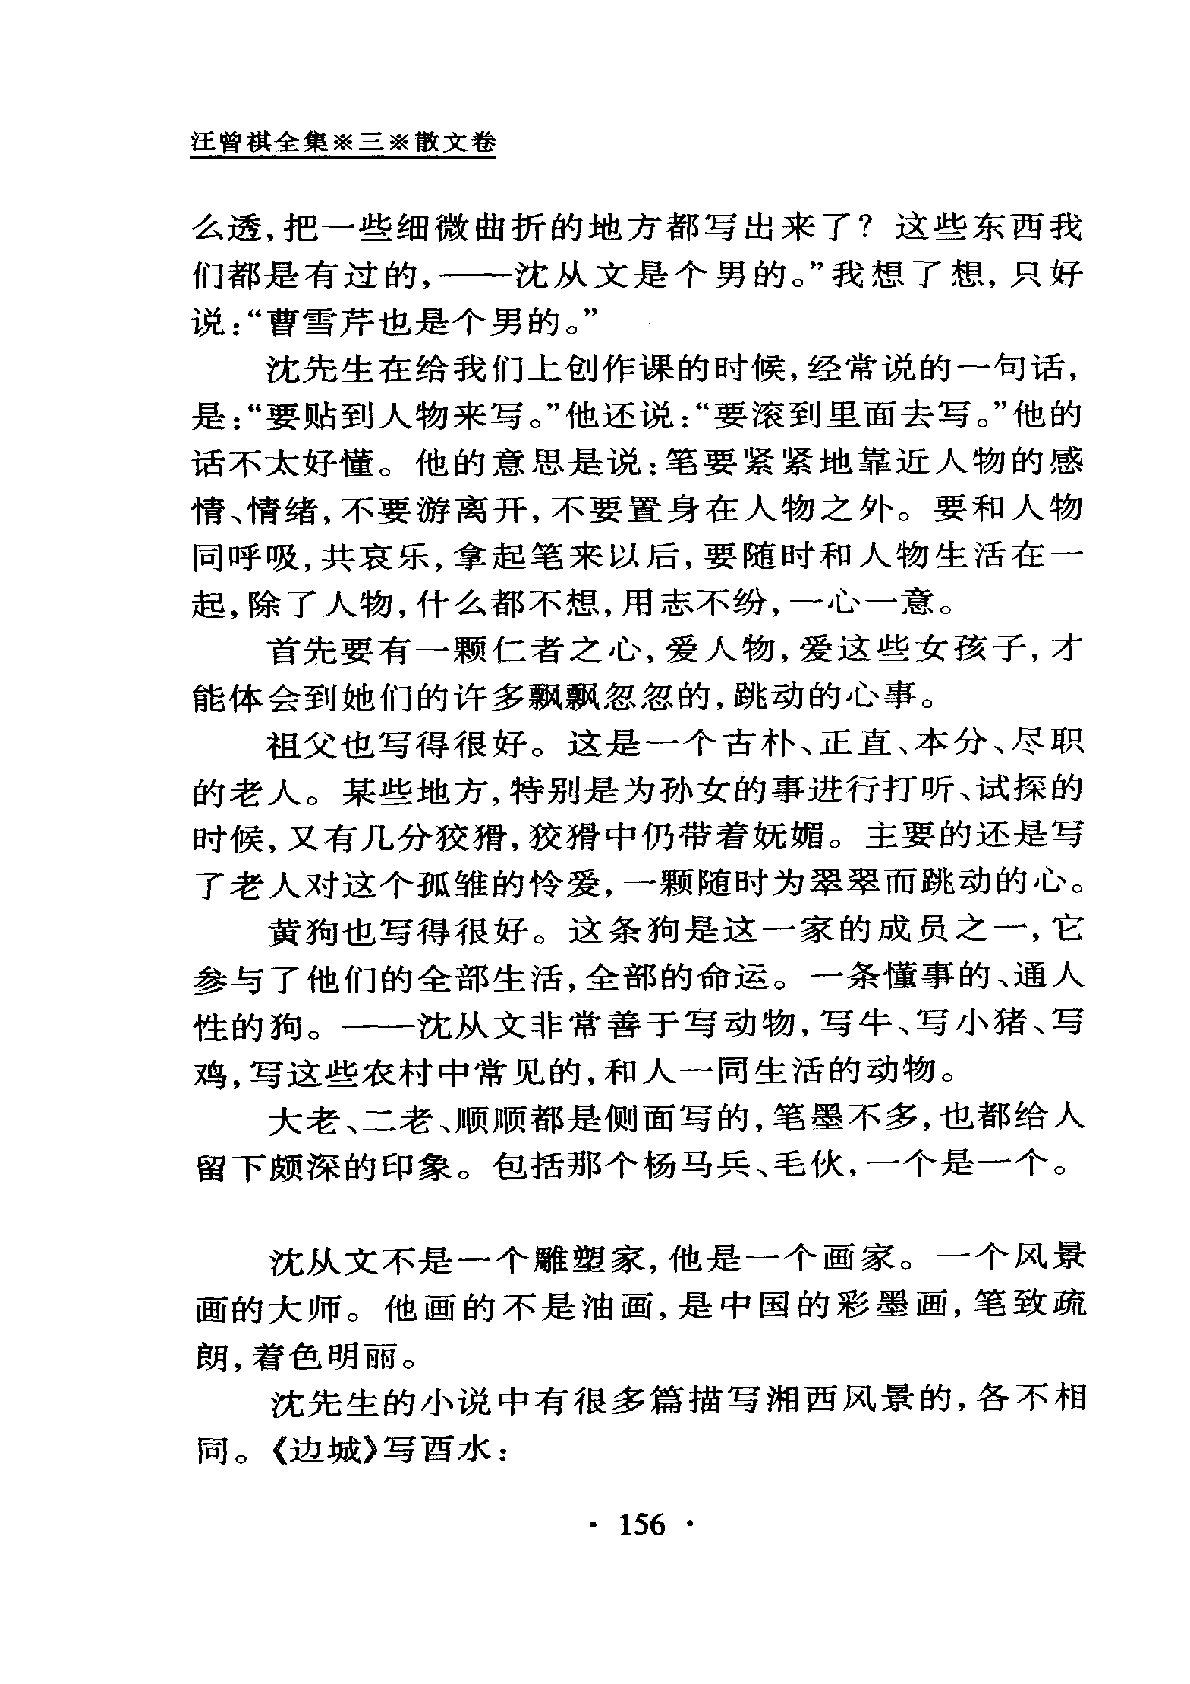 汪曾祺全集※三※散文卷
么透,把一些细微曲折的地方都写出来了?这些东西我
们都是有过的,——沈从文是个男的。”我想了想,只好
说:“曹雪芹也是个男的。”
沈先生在给我们上创作课的时候,经常说的一句话,
是:“要贴到人物来写。”他还说:“要滚到里面去写。”他的
话不太好懂。他的意思是说:笔要紧紧地靠近人物的感
情、情绪,不要游离开,不要置身在人物之外。要和人物
同呼吸,共哀乐,拿起笔来以后,要随时和人物生活在一
起,除了人物,什么都不想,用志不纷,一心一意。
首先要有一颗仁者之心,爱人物,爱这些女孩子,才
能体会到她们的许多飘飘忽忽的,跳动的心事。
祖父也写得很好。这是一个古朴、正直、本分、尽职
的老人。某些地方,特别是为孙女的事进行打听、试探的
时候,又有几分狡猾,狡猾中仍带着妩媚。主要的还是写
了老人对这个孤雏的怜爱,一颗随时为翠翠而跳动的心。
黄狗也写得很好。这条狗是这一家的成员之一,它
参与了他们的全部生活,全部的命运。一条懂事的、通人
性的狗。——沈从文非常善于写动物,写牛、写小猪、写
鸡,写这些农村中常见的,和人一同生活的动物。
大老、二老、顺顺都是侧面写的,笔墨不多,也都给人
留下颇深的印象。包括那个杨马兵、毛伙,一个是一个。
沈从文不是一个雕塑家,他是一个画家。一个风景
画的大师。他画的不是油画,是中国的彩墨画,笔致疏
朗,着色明丽。
沈先生的小说中有很多篇描写湘西风景的,各不相
同。《边城》写酉水:
· 156 ·